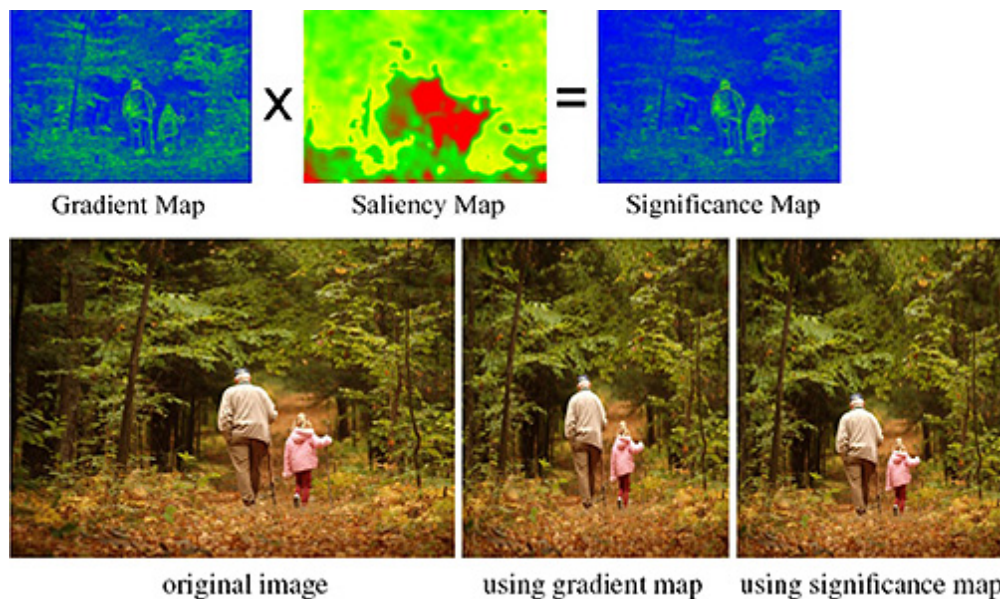 X
=
Gradient Map
Saliency Map
Significance Map
original image
using gradient map
using significance map